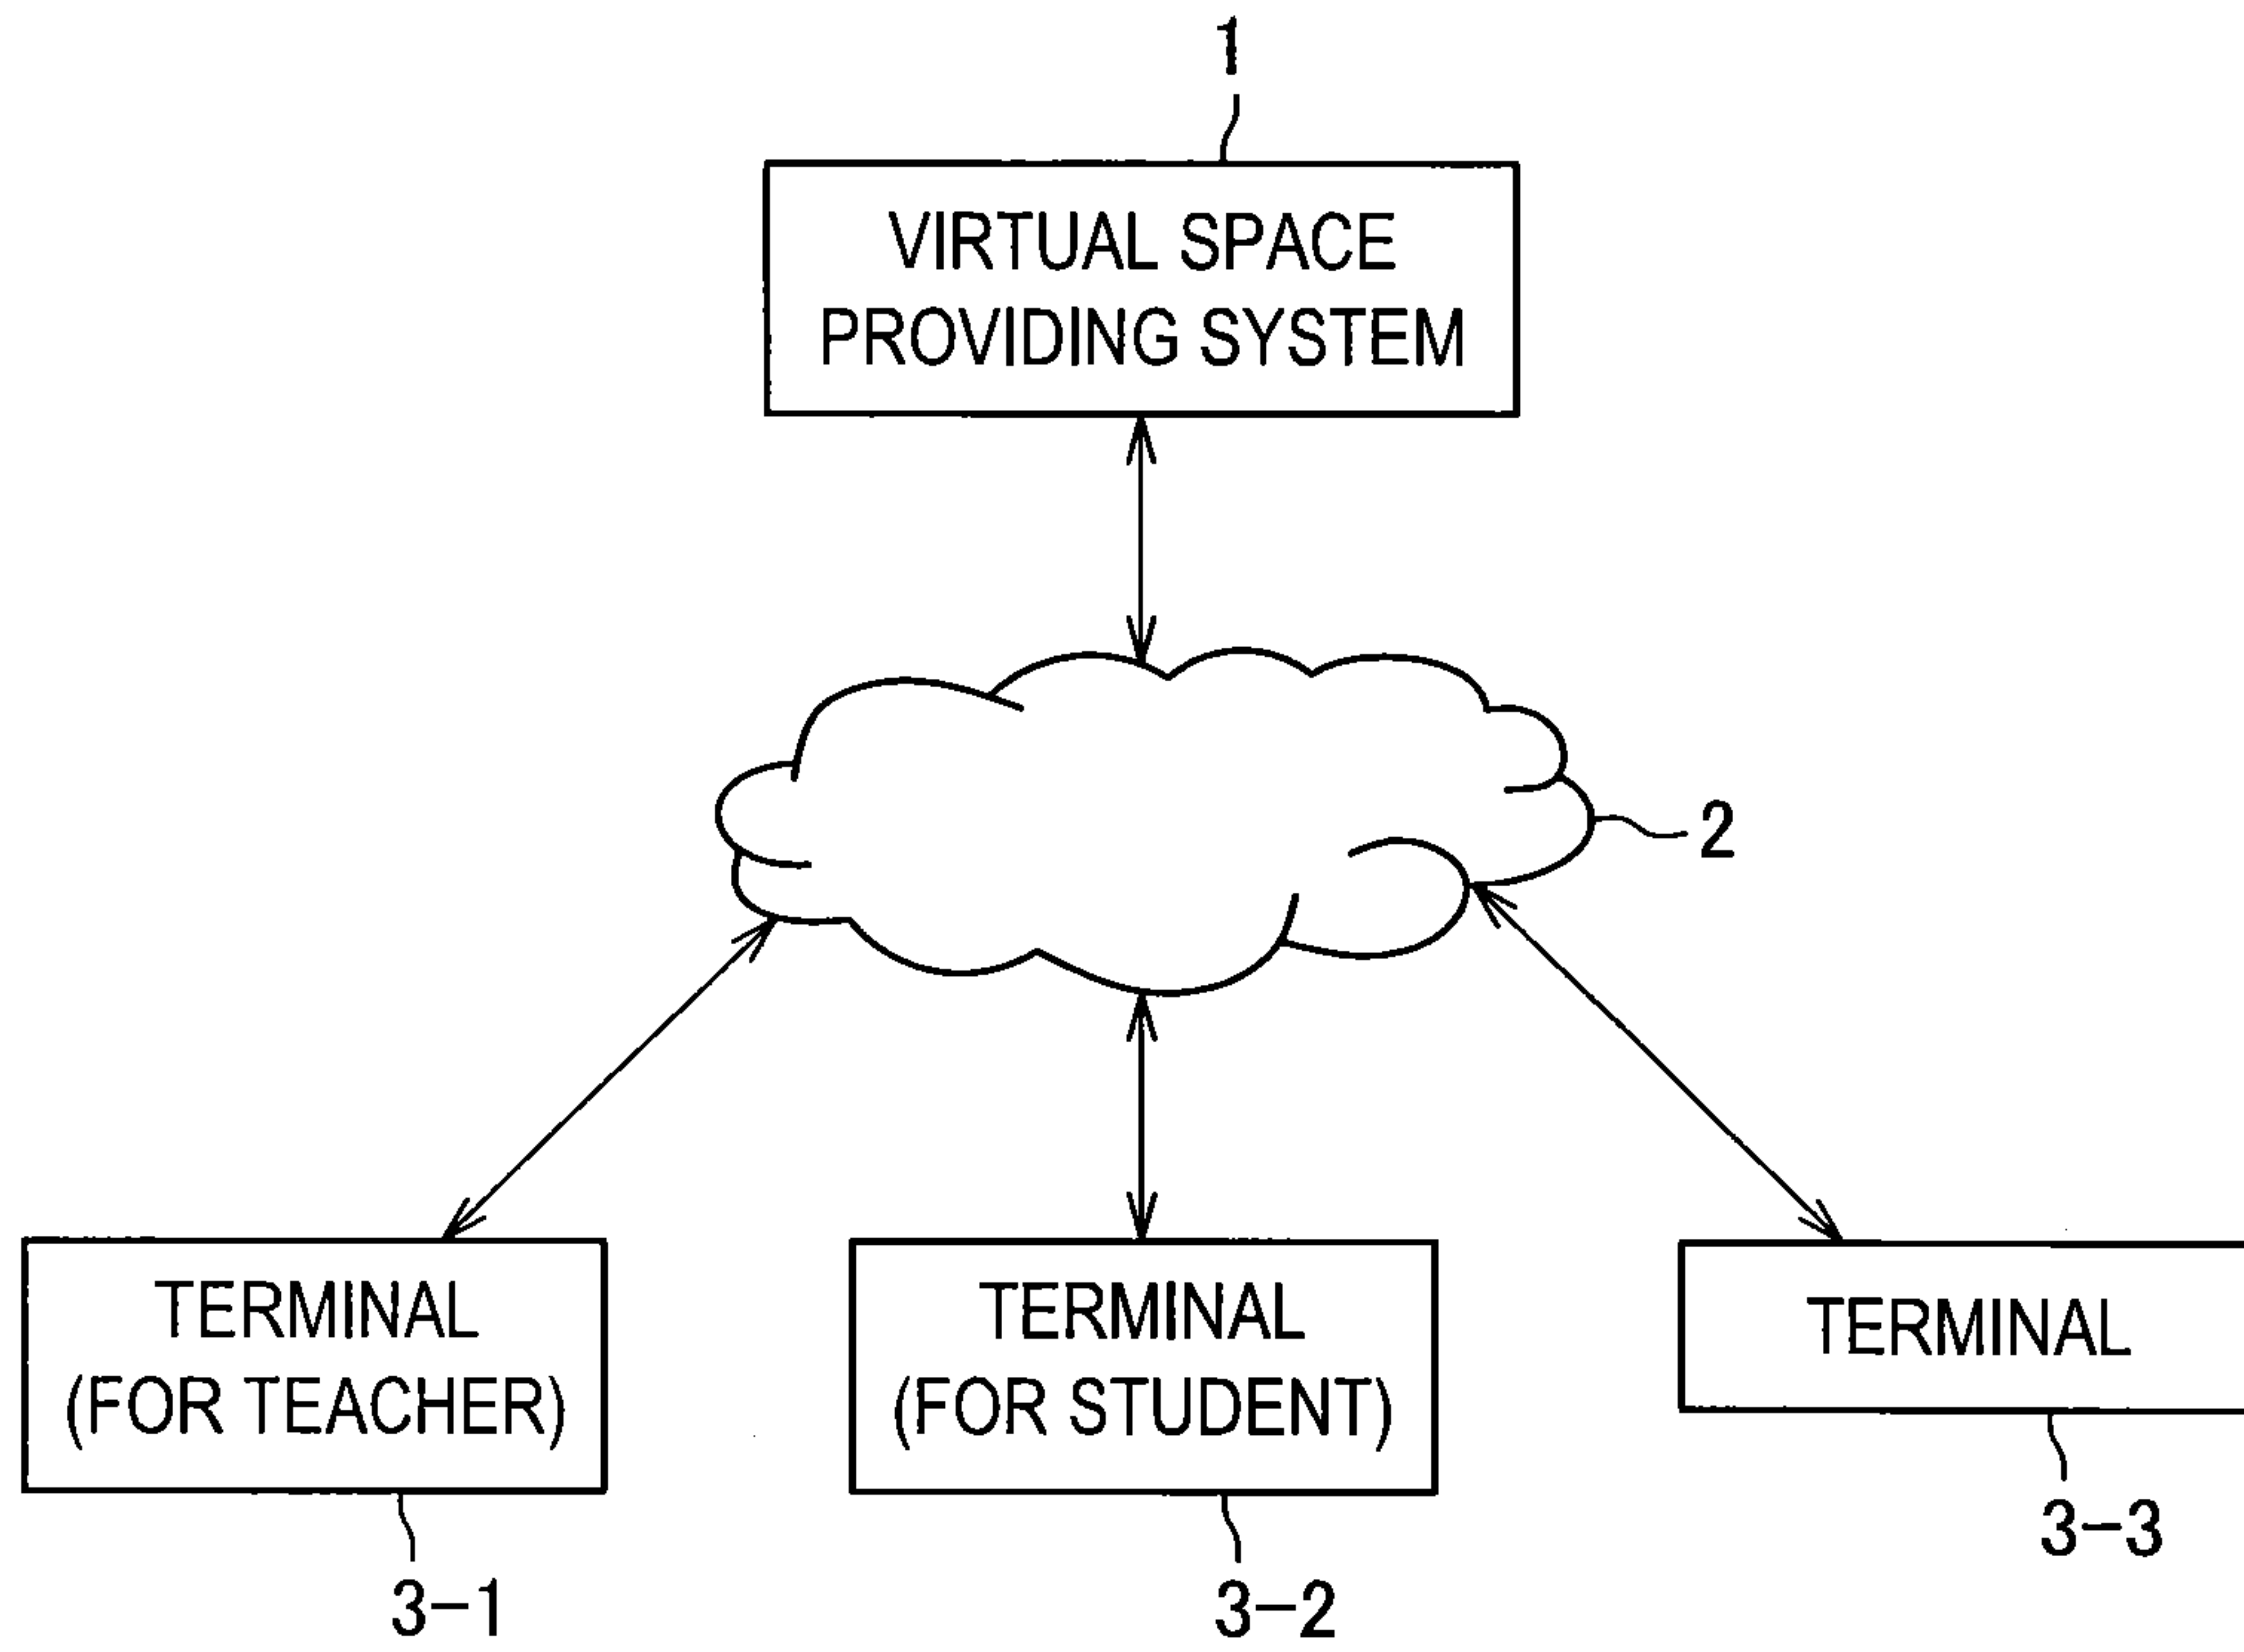 1
VIRTUAL SPACE
PROVIDING SYSTEM
2
TERMINAL
(FOR TEACHER)
TERMINAL
(FOR STUDENT)
TERMINAL
3-1
3-2
3-3